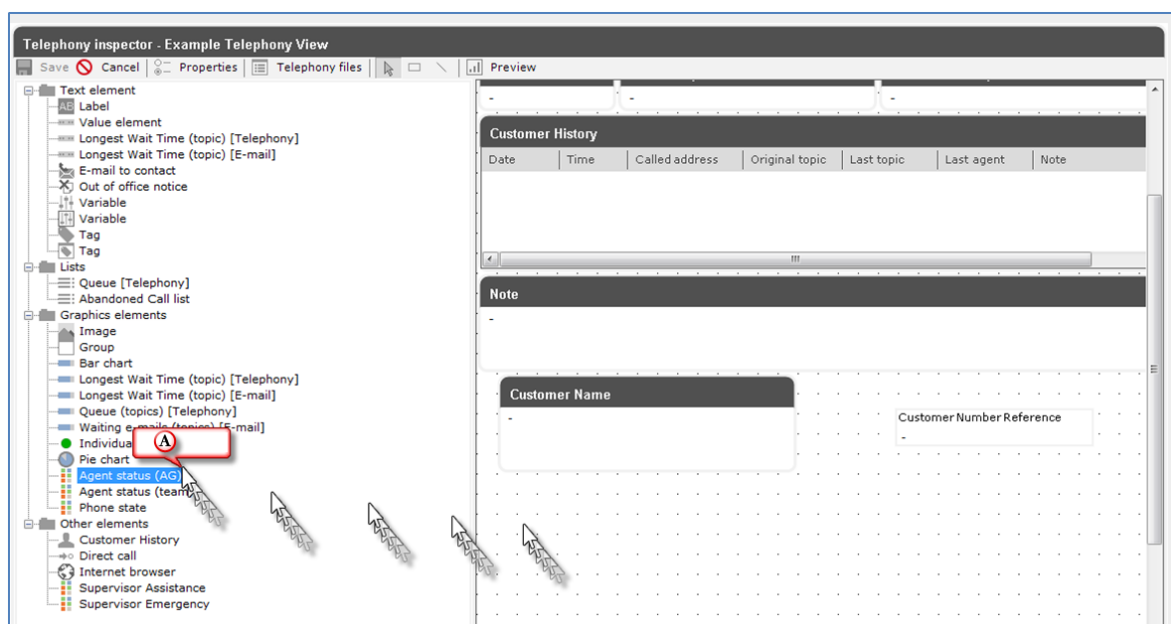 Telephony inspector - Example Telephony View
Save Cancel Properties Telephony files Preview
Text element
AB Label
Value element
Longest Wait Time (topic) [Telephony]
Longest Wait Time (topic) [E-mail]
E-mail to contact
Out of office notice
Variable
Variable
Tag
Tag
Lists
Queue [Telephony]
Abandoned Call list
Graphics elements
Image
Group
Bar chart
Longest Wait Time (topic) [Telephony]
Longest Wait Time (topic) [E-mail]
Queue (topics) [Telephony]
Waiting e-mails (topics) [E-mail]
Individua
A
Pie chart
Agent status (AG)
Agent status (team
Phone state
Other elements
Customer History
Direct call
Internet browser
Supervisor Assistance
Supervisor Emergency
- - -
Customer History
Date Time Called address Original topic Last topic Last agent Note
Note
-
Customer Name
-
Customer Number Reference
-